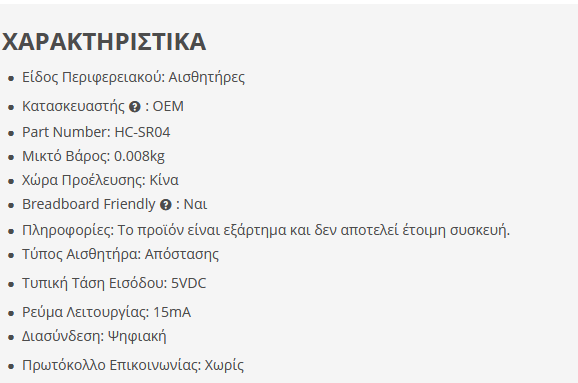 ΧΑΡΑΚΤΗΡΙΣΤΙΚΑ
• Είδος Περιφερειακού: Αισθητήρες
• Κατασκευαστής ? : OEM
• Part Number: HC-SR04
• Μικτό Βάρος: 0.008kg
• Χώρα Προέλευσης: Κίνα
• Breadboard Friendly ? : Ναι
• Πληροφορίες: Το προϊόν είναι εξάρτημα και δεν αποτελεί έτοιμη συσκευή.
• Τύπος Αισθητήρα: Απόστασης
• Τυπική Τάση Εισόδου: 5VDC
• Ρεύμα Λειτουργίας: 15mA
• Διασύνδεση: Ψηφιακή
• Πρωτόκολλο Επικοινωνίας: Χωρίς